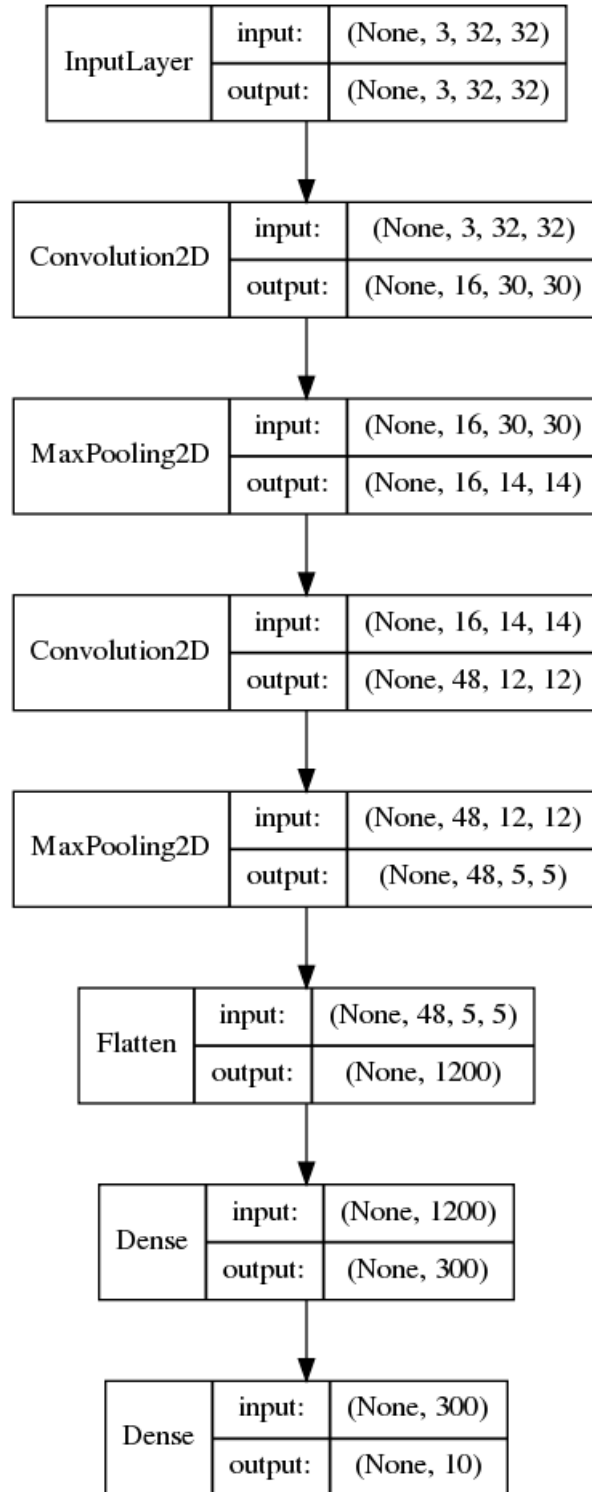 InputLayer
input: (None, 3, 32, 32)
output: (None, 3, 32, 32)
Convolution2D
input: (None, 3, 32, 32)
output: (None, 16, 30, 30)
MaxPooling2D
input: (None, 16, 30, 30)
output: (None, 16, 14, 14)
Convolution2D
input: (None, 16, 14, 14)
output: (None, 48, 12, 12)
MaxPooling2D
input: (None, 48, 12, 12)
output: (None, 48, 5, 5)
Flatten
input: (None, 48, 5, 5)
output: (None, 1200)
Dense
input: (None, 1200)
output: (None, 300)
Dense
input: (None, 300)
output: (None, 10)